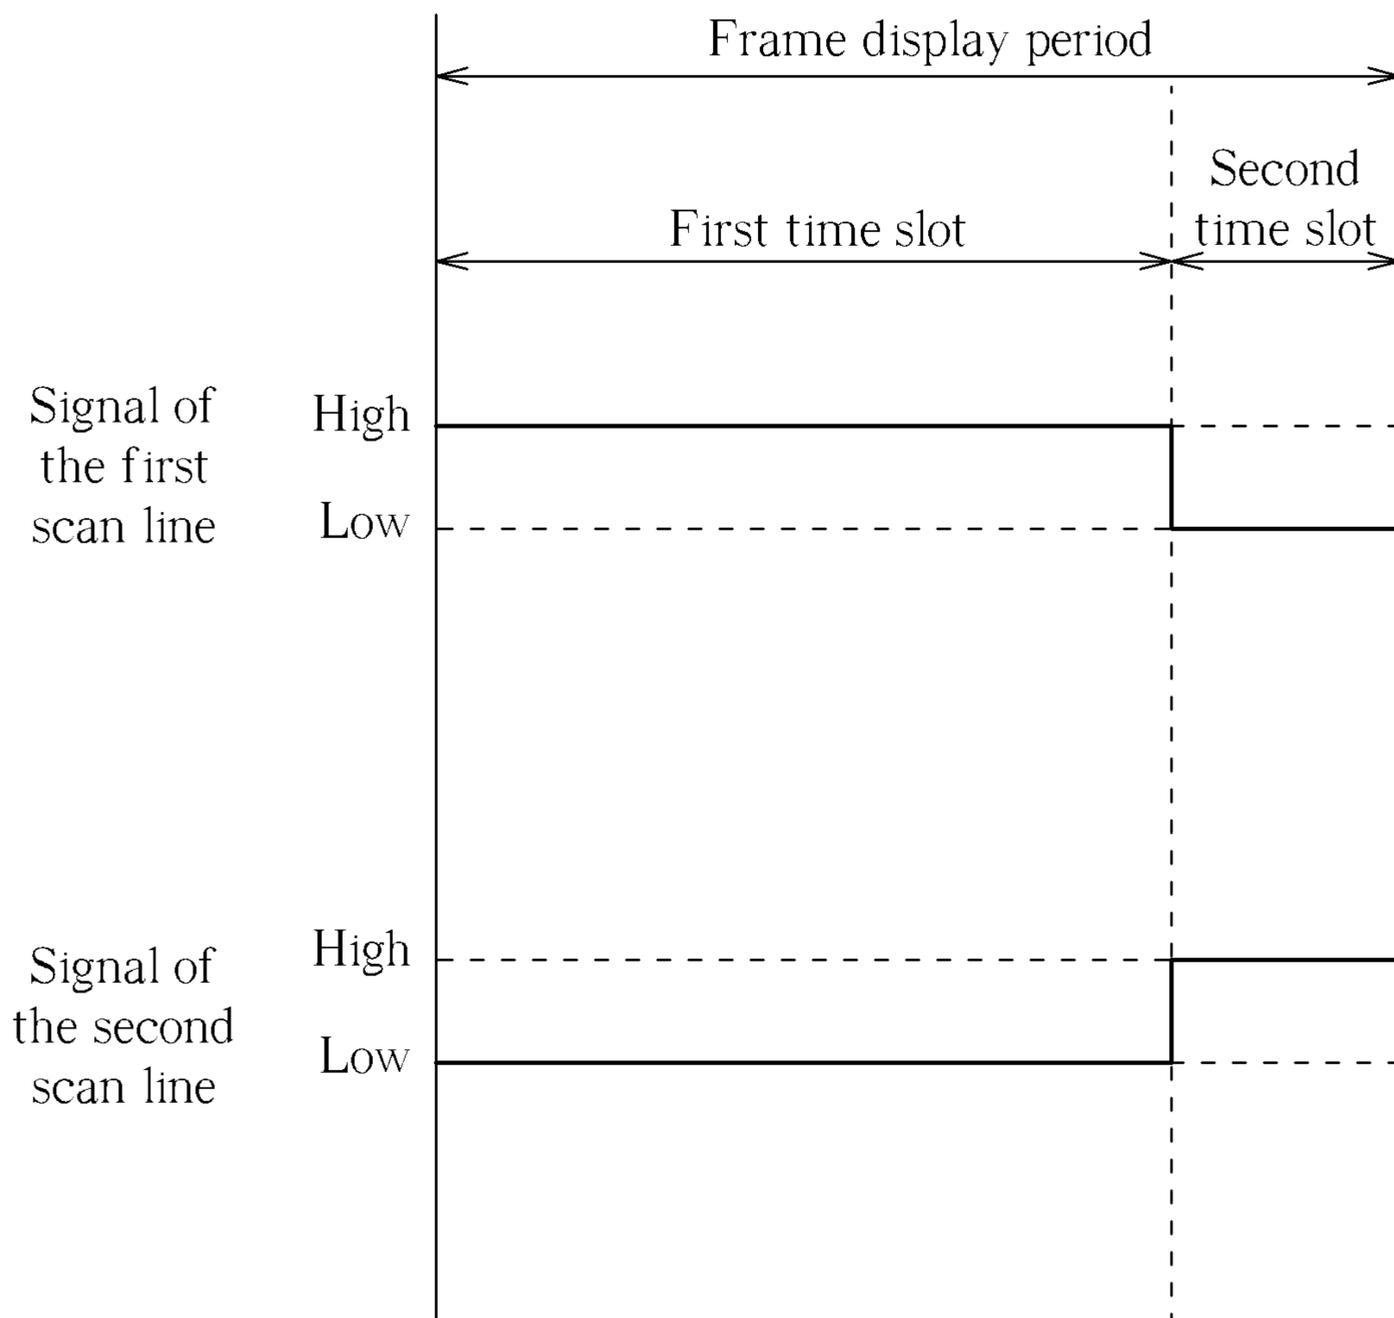 Frame display period
Second
First time slot
time slot
Signal of
the first
scan line
High
Low
Signal of
the second
scan line
High
Low